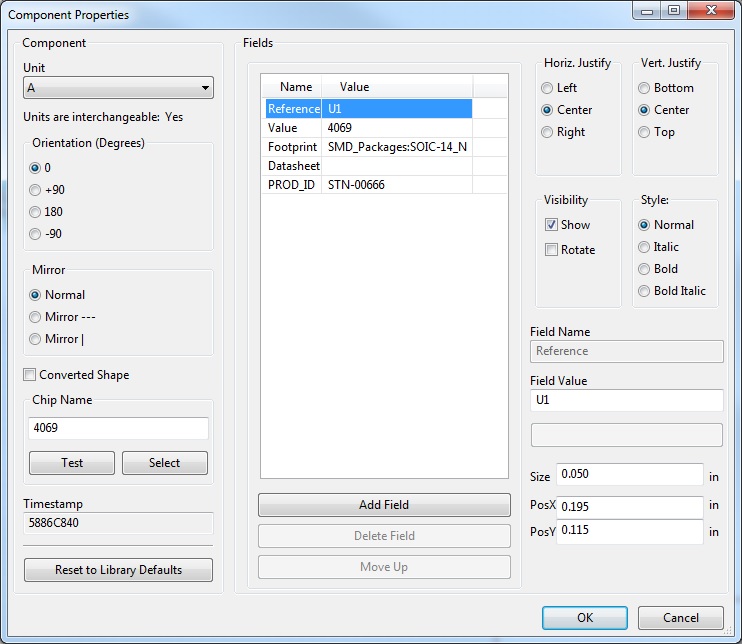 Component Properties
Component
Unit
A
Units are interchangeable: Yes
Orientation (Degrees)
0
+90
180
-90
Mirror
Normal
Mirror ---
Mirror |
Converted Shape
Chip Name
4069
Test Select
Timestamp
5886C840
Reset to Library Defaults
Fields
Name Value
Reference U1
Value 4069
Footprint SMD_Packages:SOIC-14_N
Datasheet
PROD_ID STN-00666
Add Field
Delete Field
Move Up
Horiz. Justify
Left
Center
Right
Vert. Justify
Bottom
Center
Top
Visibility
Show
Rotate
Style:
Normal
Italic
Bold
Bold Italic
Field Name
Reference
Field Value
U1
Size 0.050 in
PosX 0.195 in
PosY 0.115 in
OK Cancel